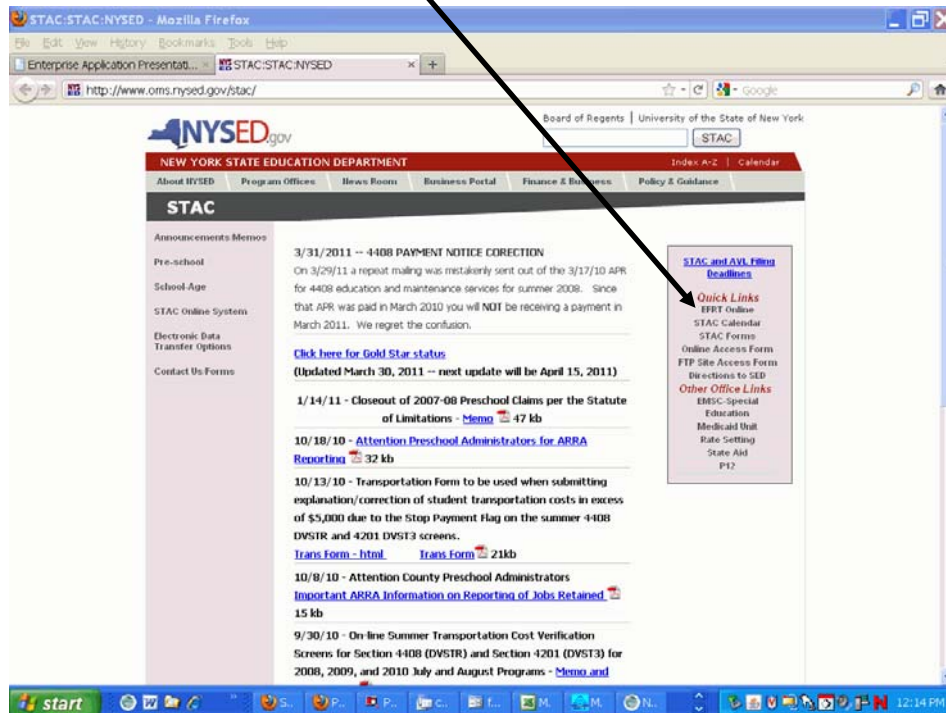 STAC:STAC:NYSED - Mozilla Firefox
File Edit View History Bookmarks Tools Help
Enterprise Application Presentati... STAC:STAC:NYSED
http://www.oms.nysed.gov/stac/ Google
Board of Regents | University of the State of New York
NYSED.gov STAC
NEW YORK STATE EDUCATION DEPARTMENT Index A-Z | Calendar
About NYSED Program Offices News Room Business Portal Finance & Business Policy & Guidance
STAC
Announcements Memos
Pre-school
School-Age
STAC Online System
Electronic Data
Transfer Options
Contact Us Forms
3/31/2011 -- 4408 PAYMENT NOTICE CORECTION
On 3/29/11 a repeat maling was mistakenly sent out of the 3/17/10 APR
for 4408 education and maintenance services for summer 2008. Since
that APR was paid in March 2010 you will NOT be receiving a payment in
March 2011. We regret the confusion.
Click here for Gold Star status
(Updated March 30, 2011 -- next update will be April 15, 2011)
1/14/11 - Closeout of 2007-08 Preschool Claims per the Statute
of Limitations - Memo 47 kb
10/18/10 - Attention Preschool Administrators for ARRA
Reporting 32 kb
10/13/10 - Transportation Form to be used when submitting
explanation/correction of student transportation costs in excess
of $5,000 due to the Stop Payment Flag on the summer 4408
DVSTR and 4201 DVST3 screens.
Trans Form - html Trans Form 21kb
10/8/10 - Attention County Preschool Administrators
Important ARRA Information on Reporting of Jobs Retained
15 kb
9/30/10 - On-line Summer Transportation Cost Verification
Screens for Section 4408 (DVSTR) and Section 4201 (DVST3) for
2008, 2009, and 2010 July and August Programs - Memo and
STAC and AVL Filing
Deadlines
Quick Links
EFRT Online
STAC Calendar
STAC Forms
Online Access Form
FTP Site Access Form
Directions to SED
Other Office Links
EMSC-Special
Education
Medicaid Unit
Rate Setting
State Aid
P12
start S.. P.. P.. c.. f... M. M. N.. 12:14 PM